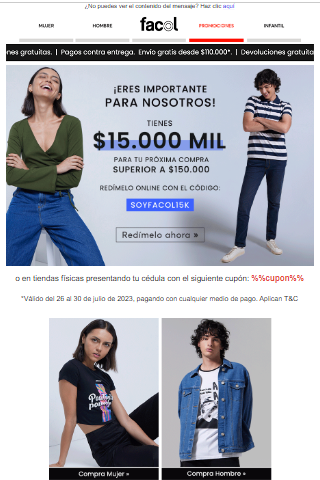 ¿No puedes ver el contenido del mensaje? Haz clic aquí
MUJER HOMBRE facol PROMOCIONES INFANTIL
nes gratuitas. | Pagos contra entrega. Envío gratis desde $110.000*. | Devoluciones gratuita
¡ERES IMPORTANTE
PARA NOSOTROS!
TIENES
$15.000 MIL
PARA TU PRÓXIMA COMPRA
SUPERIOR A $150.000
REDÍMELO ONLINE CON EL CÓDIGO:
SOYFACOL15K
Redímelo ahora »
o en tiendas físicas presentando tu cédula con el siguiente cupón: %%cupon%%
*Válido del 26 al 30 de julio de 2023, pagando con cualquier medio de pago. Aplican T&C
Compra Mujer »
Compra Hombre »